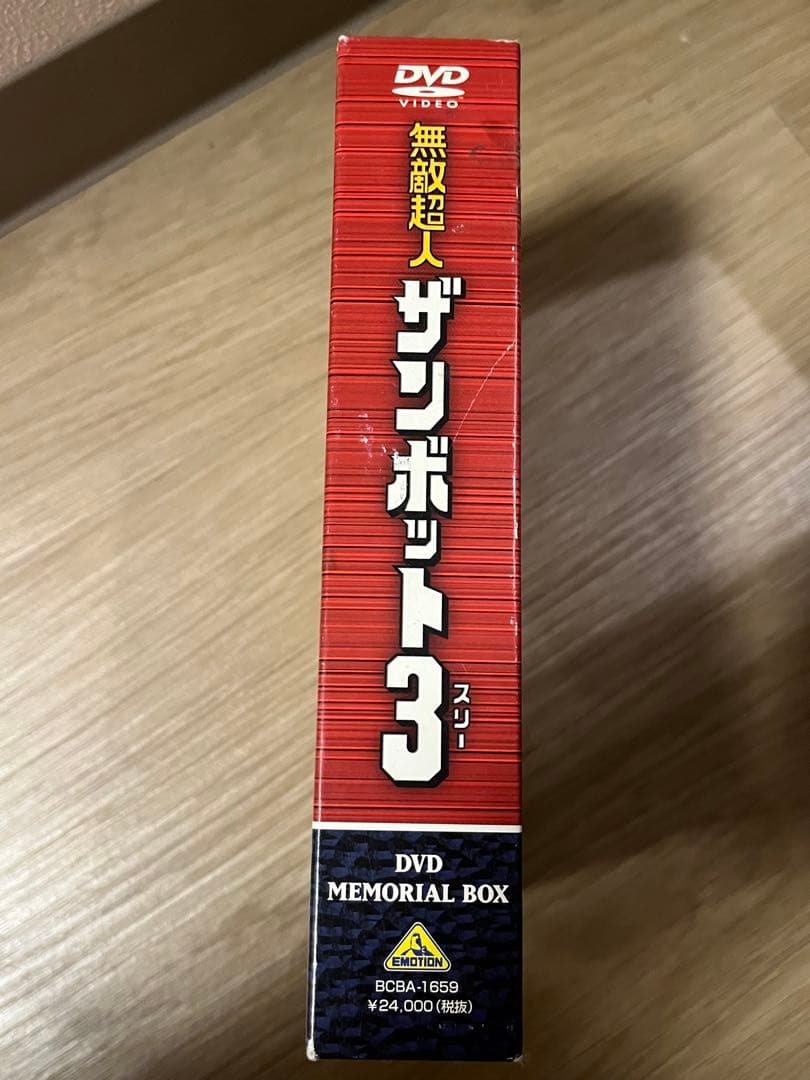 DVD
VIDEO
無敵超人
ザンボット3
スリー
DVD
MEMORIAL BOX
EMOTION
BCBA-1659
¥24,000(税抜)